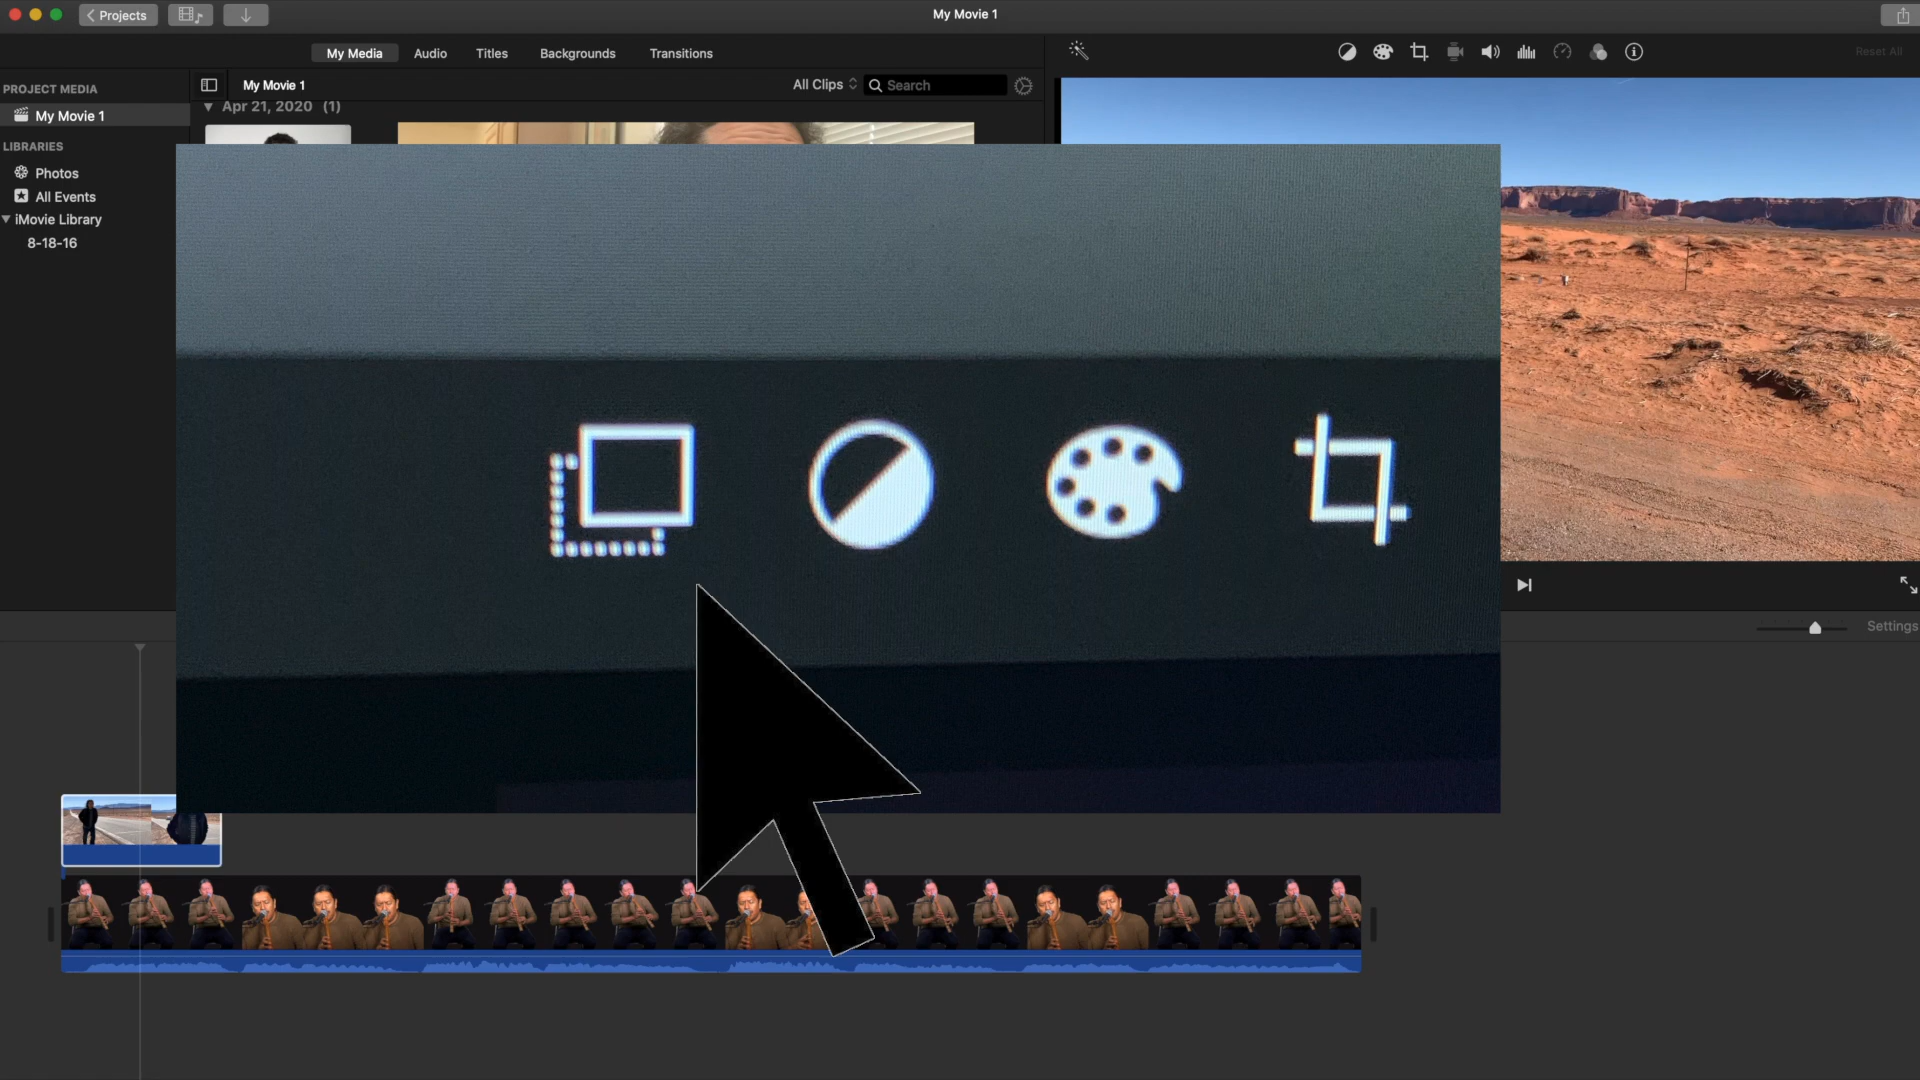 Projects
My Movie 1
My Media
Audio
Titles
Backgrounds
Transitions
Reset All
PROJECT MEDIA
My Movie 1
All Clips
Search
My Movie 1
Apr 21, 2020 (1)
LIBRARIES
Photos
All Events
iMovie Library
8-18-16
Settings